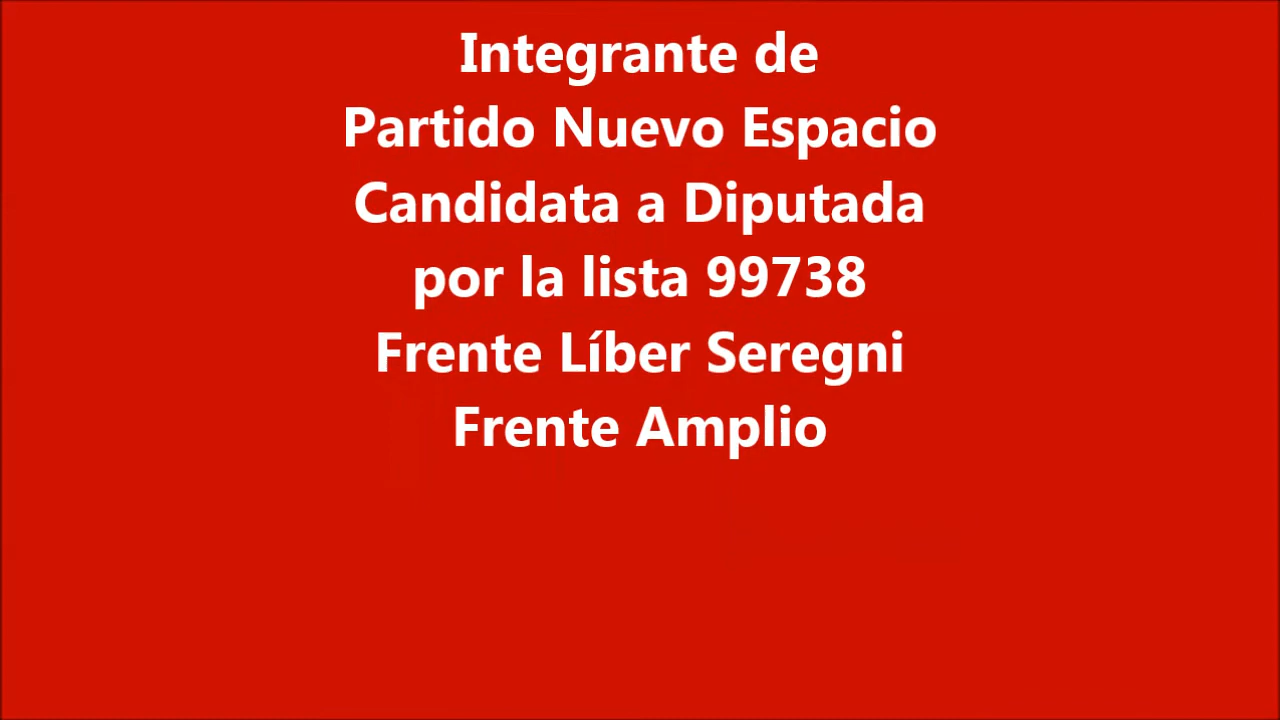 Integrante de
Partido Nuevo Espacio
Candidata a Diputada
por la lista 99738
Frente Líber Seregni
Frente Amplio